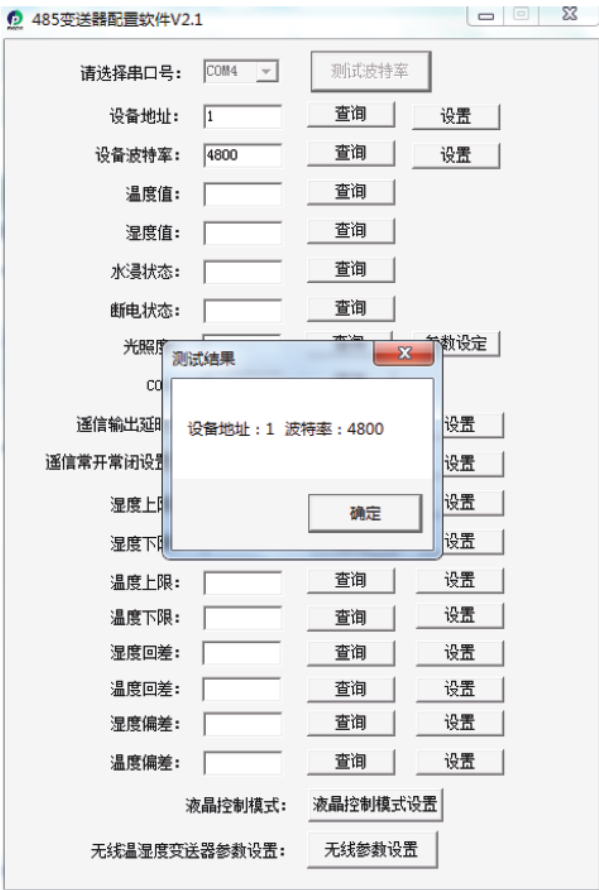 485变送器配置软件V2.1
请选择串口号： COM4 测试波特率
设备地址： 1 查询 设置
设备波特率： 4800 查询 设置
温度值： 查询
湿度值： 查询
水浸状态： 查询
断电状态： 查询
光照度 查询 参数设定
测试结果
CO
设备地址：1 波特率：4800
遥信输出延时 设置
遥信常开常闭设置 设置
确定
湿度上限 设置
湿度下限 设置
温度上限： 查询 设置
温度下限： 查询 设置
湿度回差： 查询 设置
温度回差： 查询 设置
湿度偏差： 查询 设置
温度偏差： 查询 设置
液晶控制模式： 液晶控制模式设置
无线温湿度变送器参数设置： 无线参数设置